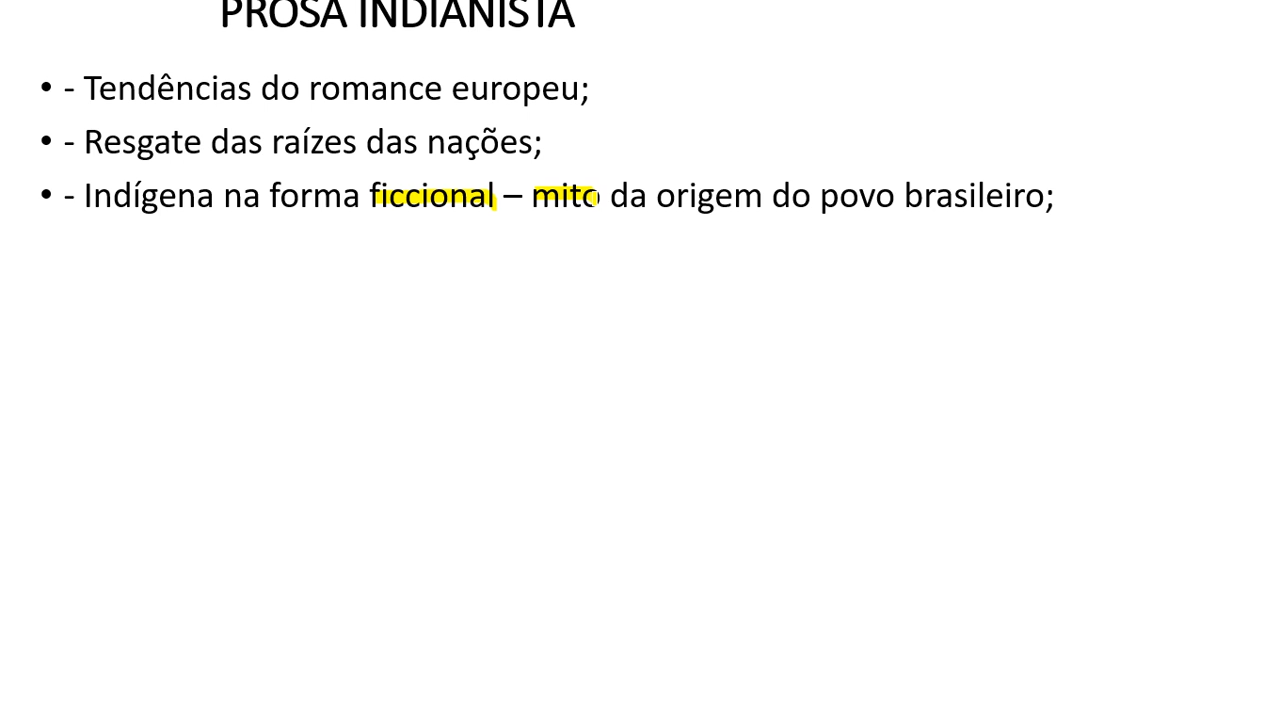 PROSA INDIANISTA
• - Tendências do romance europeu;
• - Resgate das raízes das nações;
• - Indígena na forma ficcional – mito da origem do povo brasileiro;